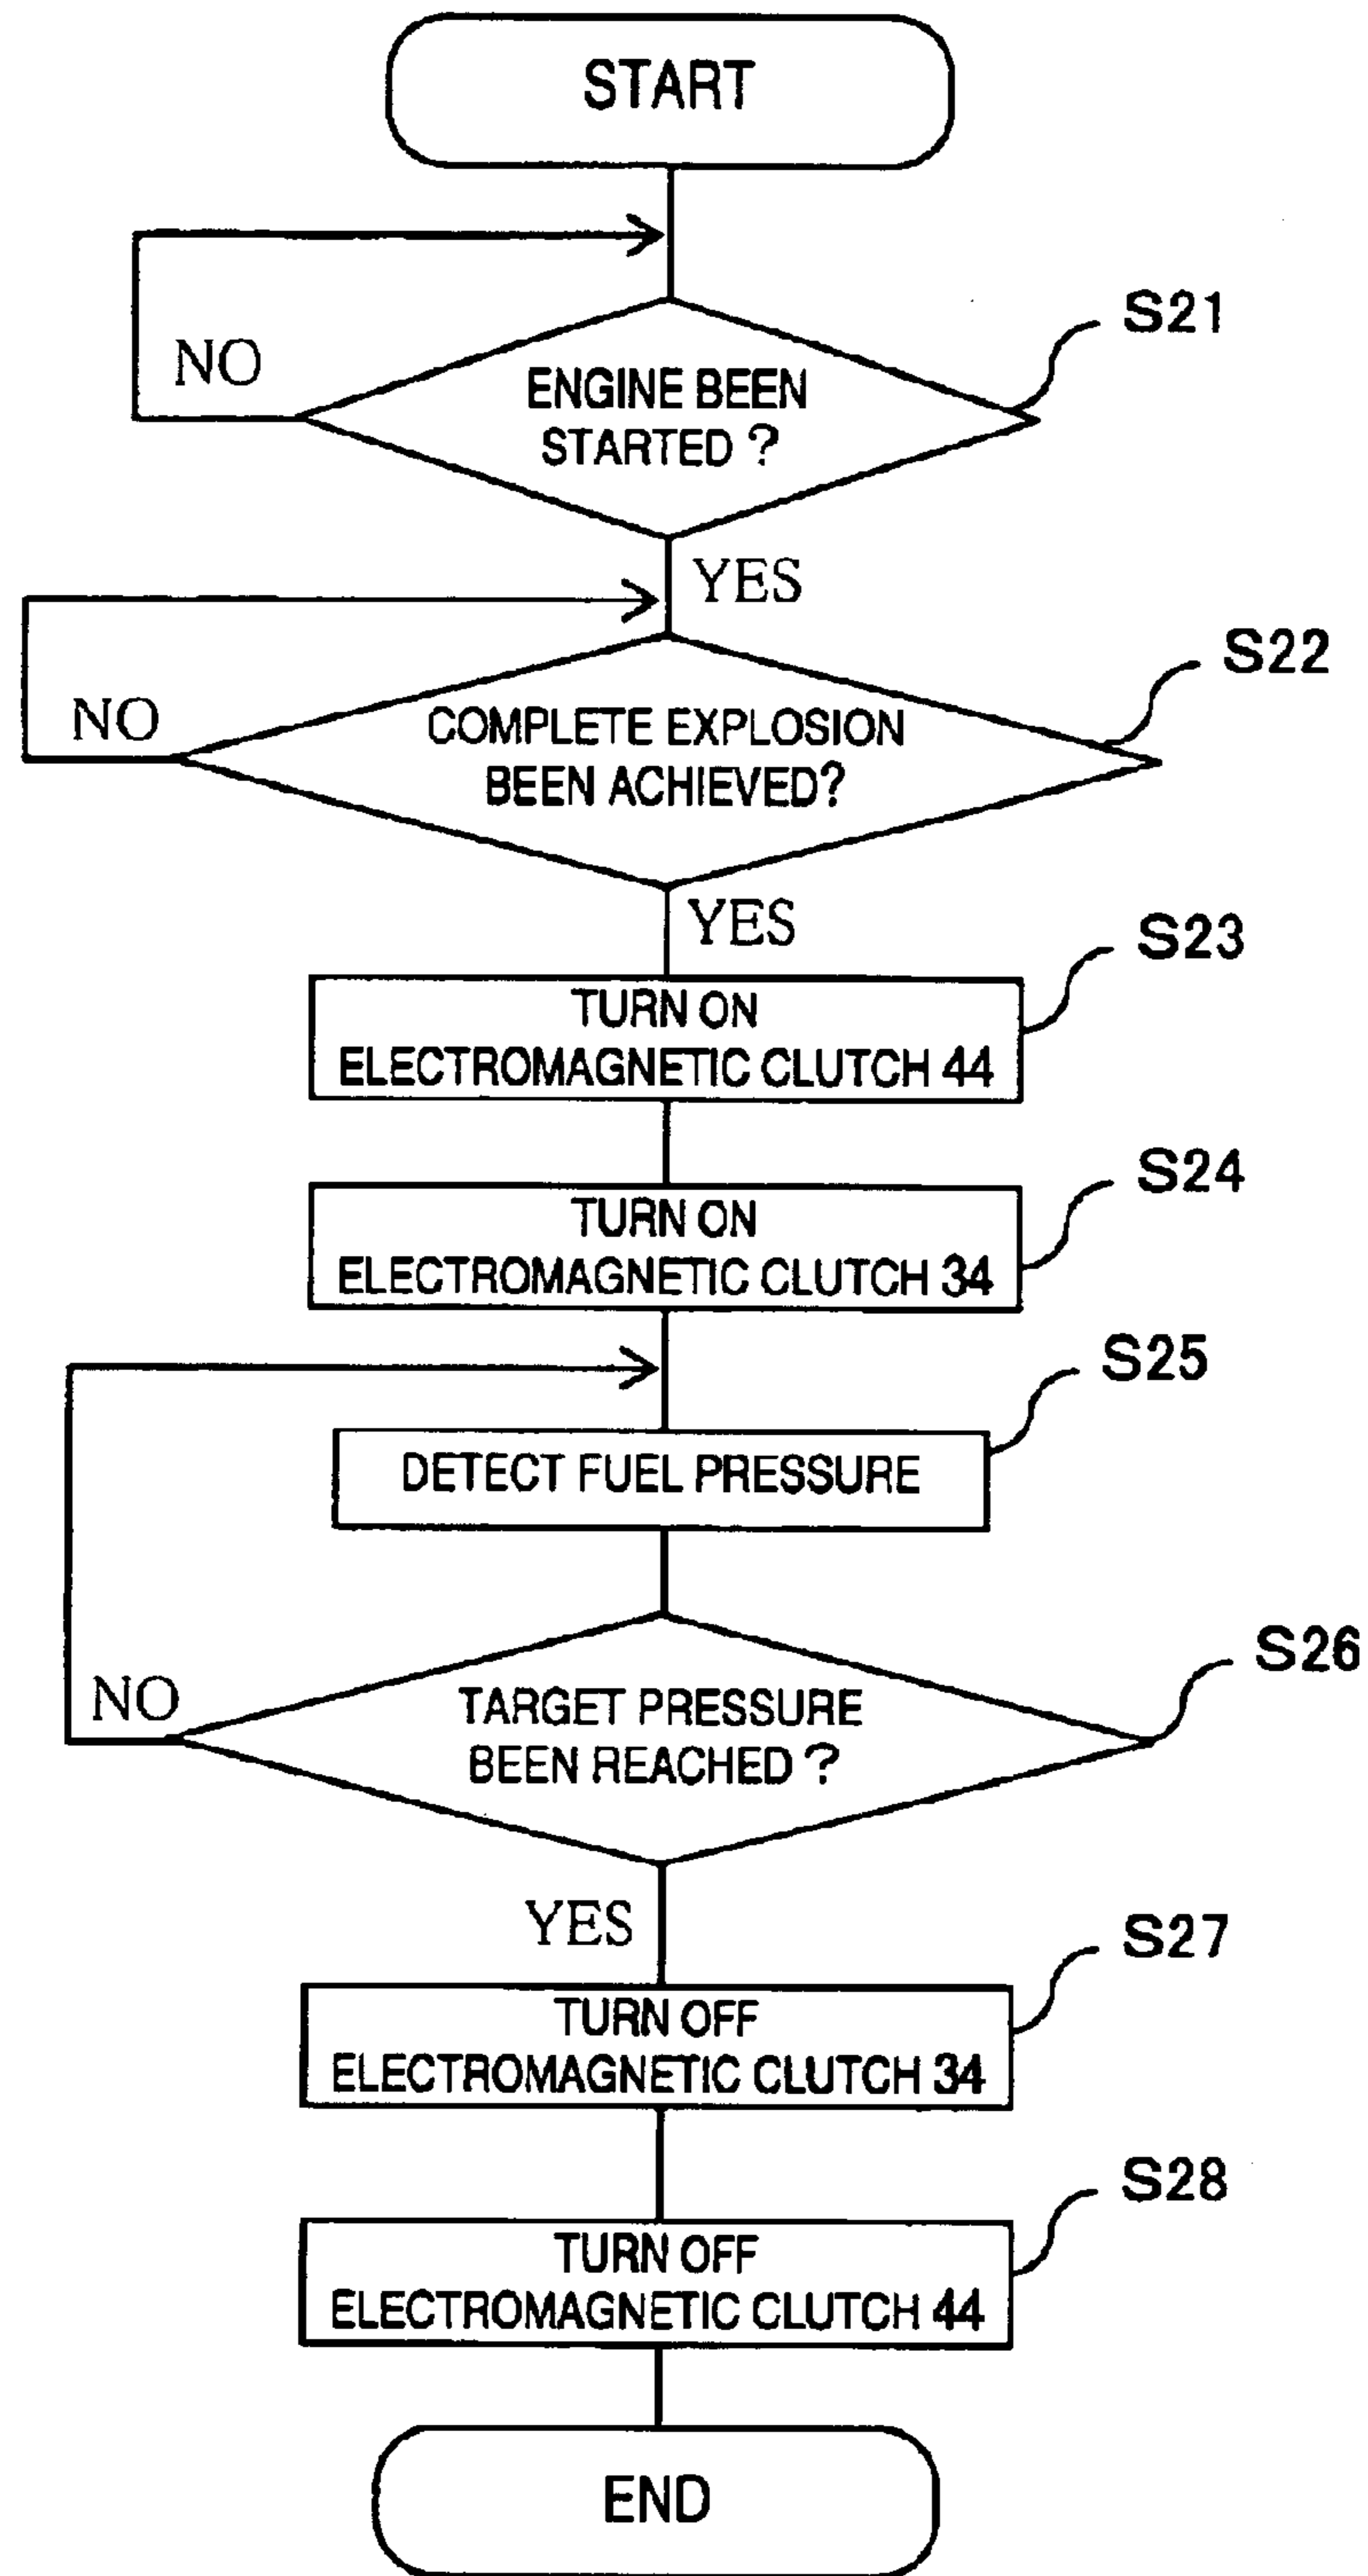 START
S21
NO
ENGINE BEEN
STARTED ?
YES
S22
NO
COMPLETE EXPLOSION
BEEN ACHIEVED?
YES
S23
TURN ON
ELECTROMAGNETIC CLUTCH 44
S24
TURN ON
ELECTROMAGNETIC CLUTCH 34
S25
DETECT FUEL PRESSURE
S26
NO
TARGET PRESSURE
BEEN REACHED ?
YES
S27
TURN OFF
ELECTROMAGNETIC CLUTCH 34
S28
TURN OFF
ELECTROMAGNETIC CLUTCH 44
END